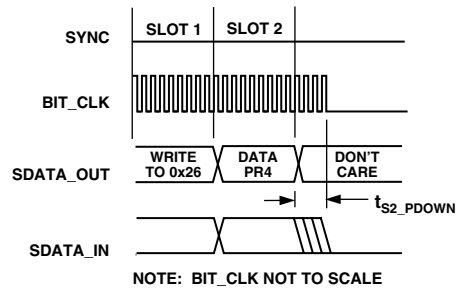 SLOT 1 SLOT 2
SYNC
BIT_CLK
WRITE TO 0x26
DATA PR4
DON'T CARE
SDATA_OUT
tS2_PDOWN
SDATA_IN
NOTE: BIT_CLK NOT TO SCALE